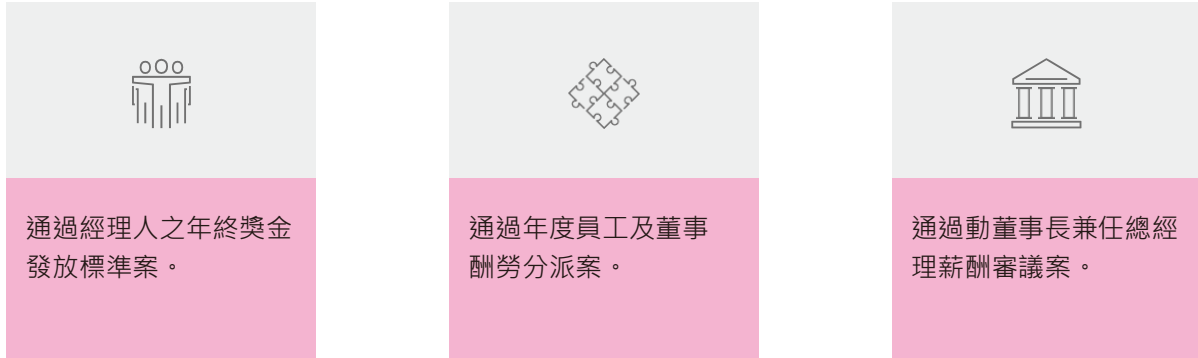 通過經理人之年終獎金
發放標準案。
通過年度員工及董事
酬勞分派案。
通過動董事長兼任總經
理薪酬審議案。